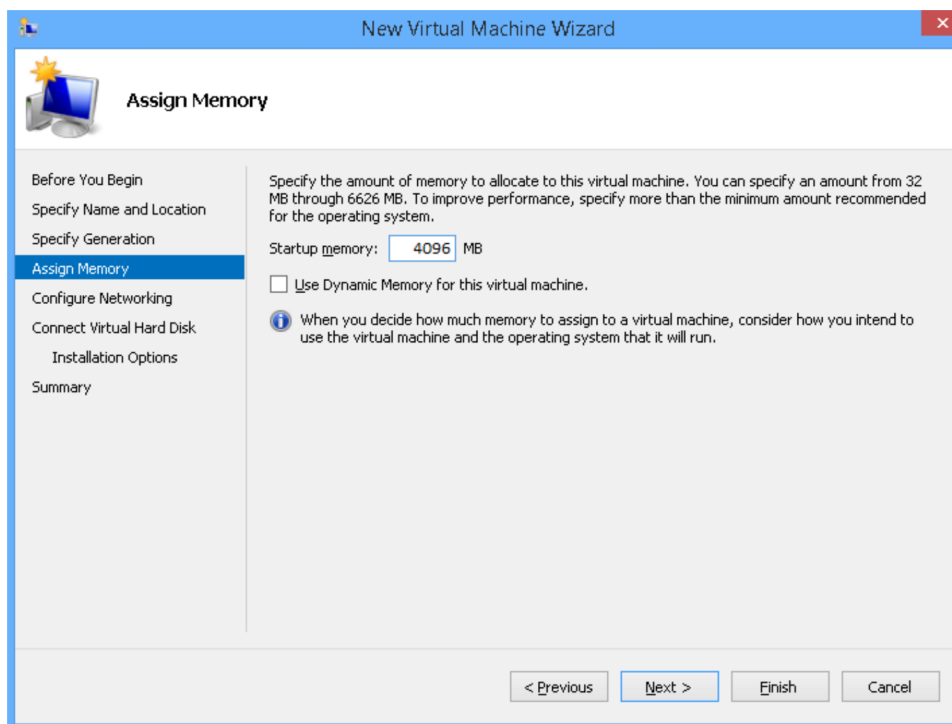 New Virtual Machine Wizard
Assign Memory
Before You Begin
Specify Name and Location
Specify Generation
Assign Memory
Configure Networking
Connect Virtual Hard Disk
Installation Options
Summary
Specify the amount of memory to allocate to this virtual machine. You can specify an amount from 32
MB through 6626 MB. To improve performance, specify more than the minimum amount recommended
for the operating system.
Startup memory: 4096 MB
Use Dynamic Memory for this virtual machine.
When you decide how much memory to assign to a virtual machine, consider how you intend to
use the virtual machine and the operating system that it will run.
< Previous Next > Finish Cancel